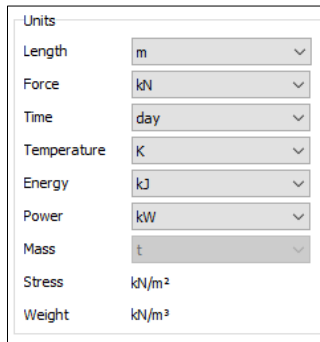 Units
Length m
Force kN
Time day
Temperature K
Energy kJ
Power kW
Mass t
Stress kN/m²
Weight kN/m³